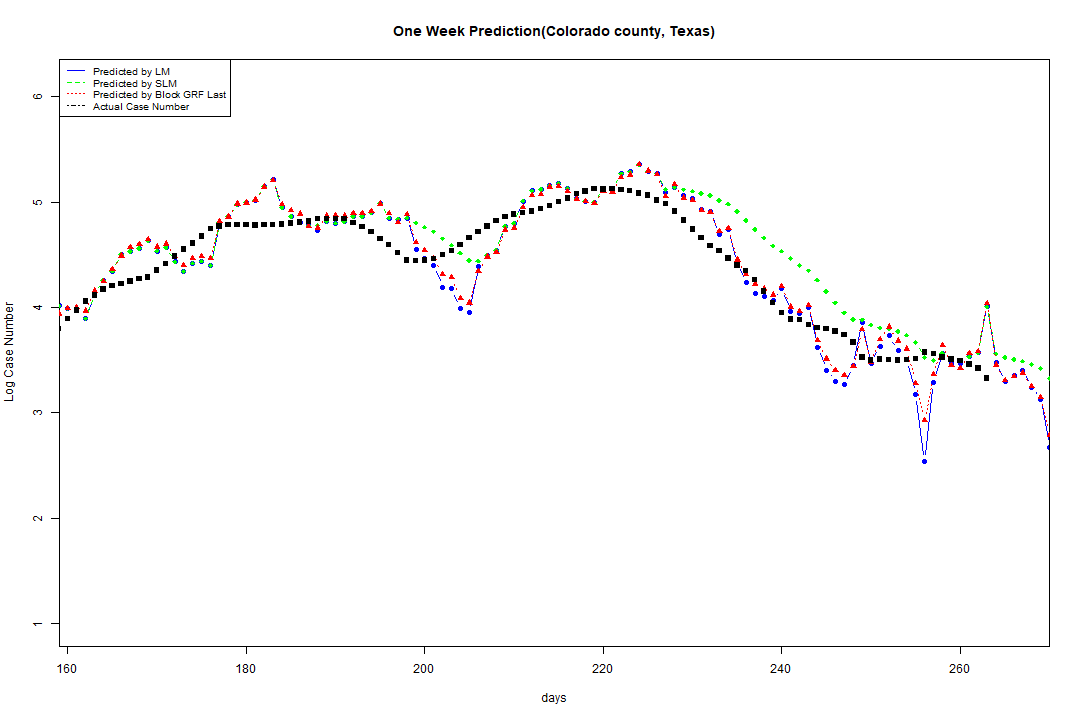 One Week Prediction(Colorado county, Texas)
Predicted by LM
Predicted by SLM
Predicted by Block GRF Last
Actual Case Number
6
5
4
3
2
1
Log Case Number
160 180 200 220 240 260
days